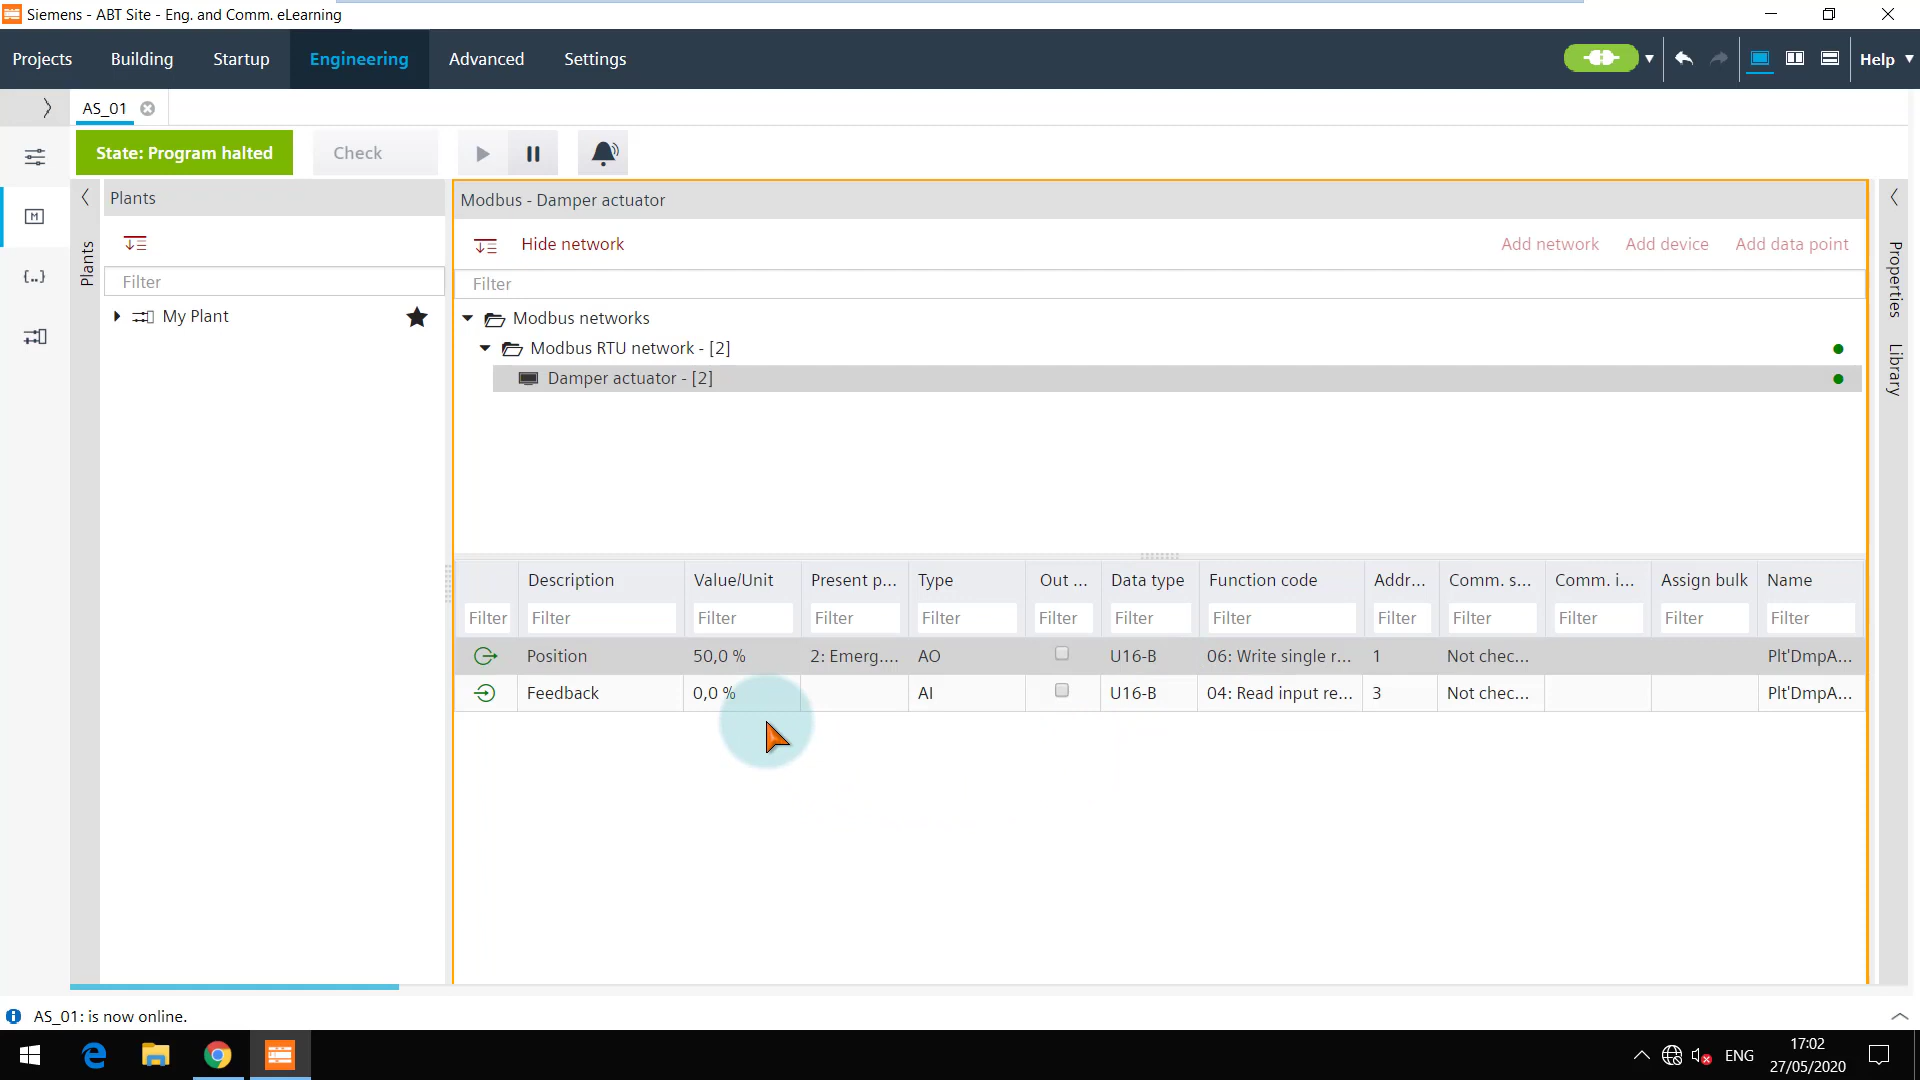 Siemens - ABT Site - Eng. and Comm. eLearning
Projects Building Startup Engineering Advanced Settings Help
AS_01
State: Program halted Check
Plants
Plants
Filter
My Plant
Modbus - Damper actuator
Hide network Add network Add device Add data point
Filter
Modbus networks
Modbus RTU network - [2]
Damper actuator - [2]
Properties
Library
Description Value/Unit Present p... Type Out ... Data type Function code Addr... Comm. s... Comm. i... Assign bulk Name
Filter Filter Filter Filter Filter Filter Filter Filter Filter Filter Filter Filter Filter
Position 50,0 % 2: Emerg.... AO U16-B 06: Write single r... 1 Not chec... Plt'DmpA...
Feedback 0,0 % AI U16-B 04: Read input re... 3 Not chec... Plt'DmpA...
AS_01: is now online.
ENG
17:02
27/05/2020